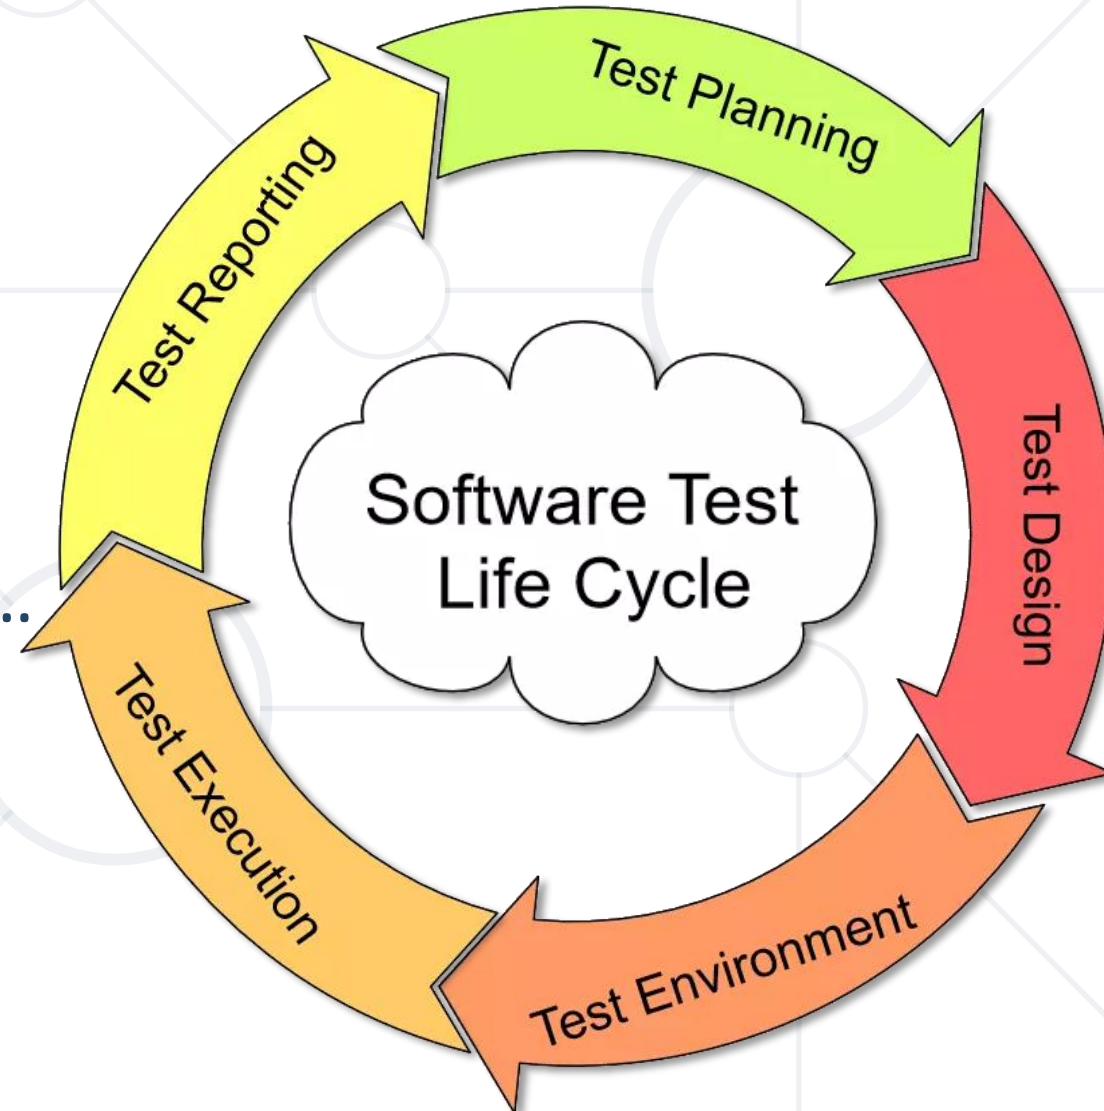 Test Planning
Test Reporting
Software Test
Life Cycle
Test Design
..
Test Execution
Test Environment